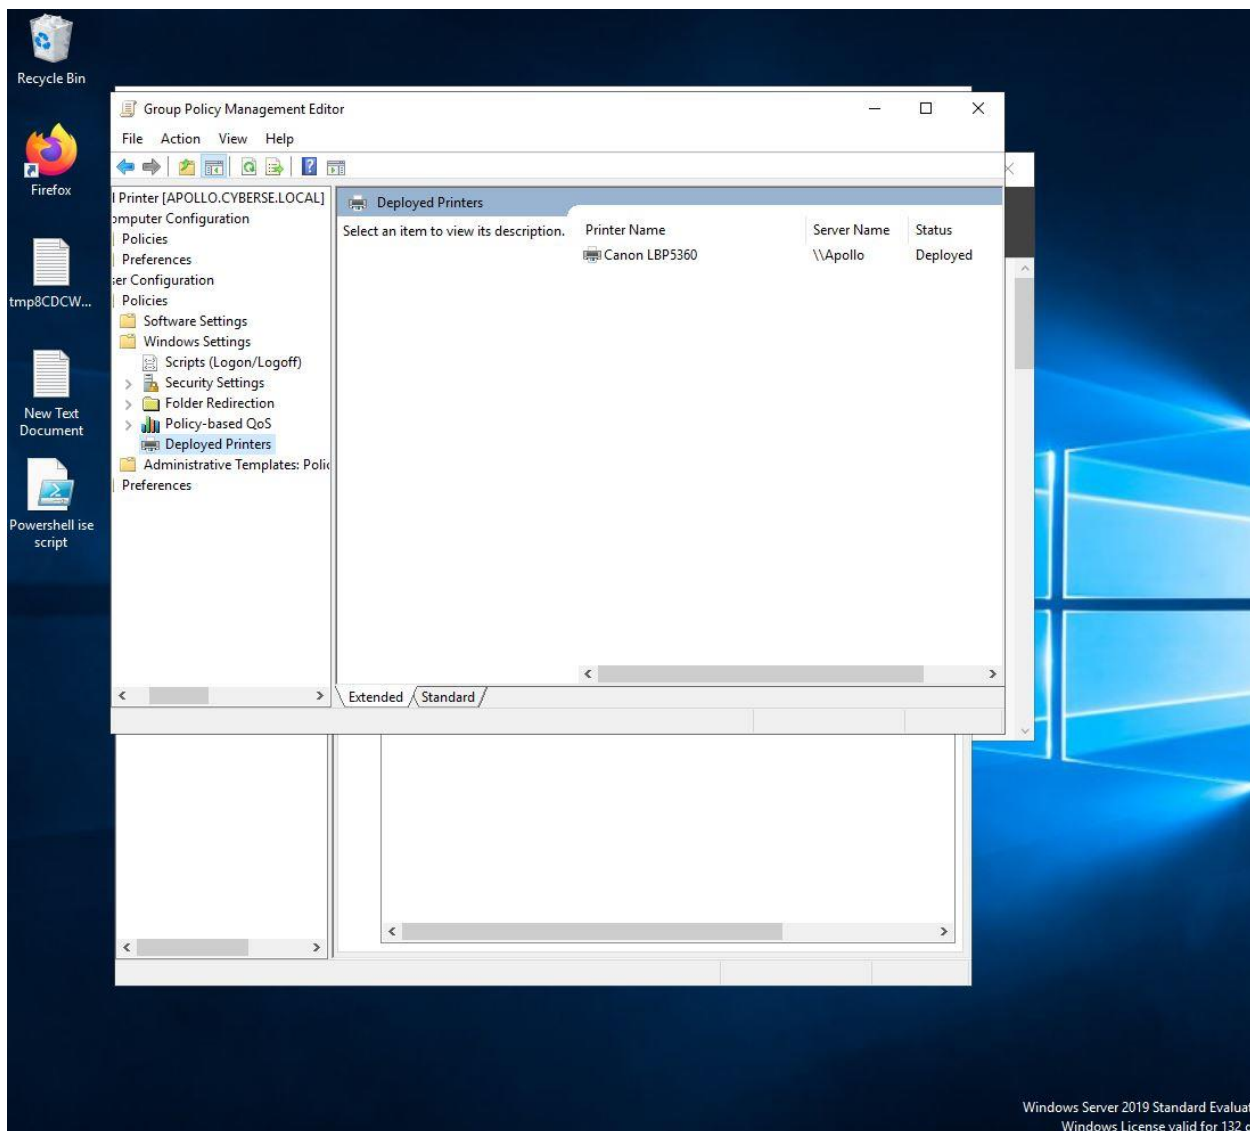 Recycle Bin
Firefox
tmp8CDCW...
New Text
Document
Powershell ise
script
Group Policy Management Editor
File Action View Help
l Printer [APOLLO.CYBERSE.LOCAL]
omputer Configuration
Policies
Preferences
ser Configuration
Policies
Software Settings
Windows Settings
Scripts (Logon/Logoff)
Security Settings
Folder Redirection
Policy-based QoS
Deployed Printers
Administrative Templates: Polic
Preferences
Deployed Printers
Select an item to view its description.
Printer Name Server Name Status
Canon LBP5360 \\Apollo Deployed
Extended Standard
Windows Server 2019 Standard Evaluat
Windows License valid for 132 d